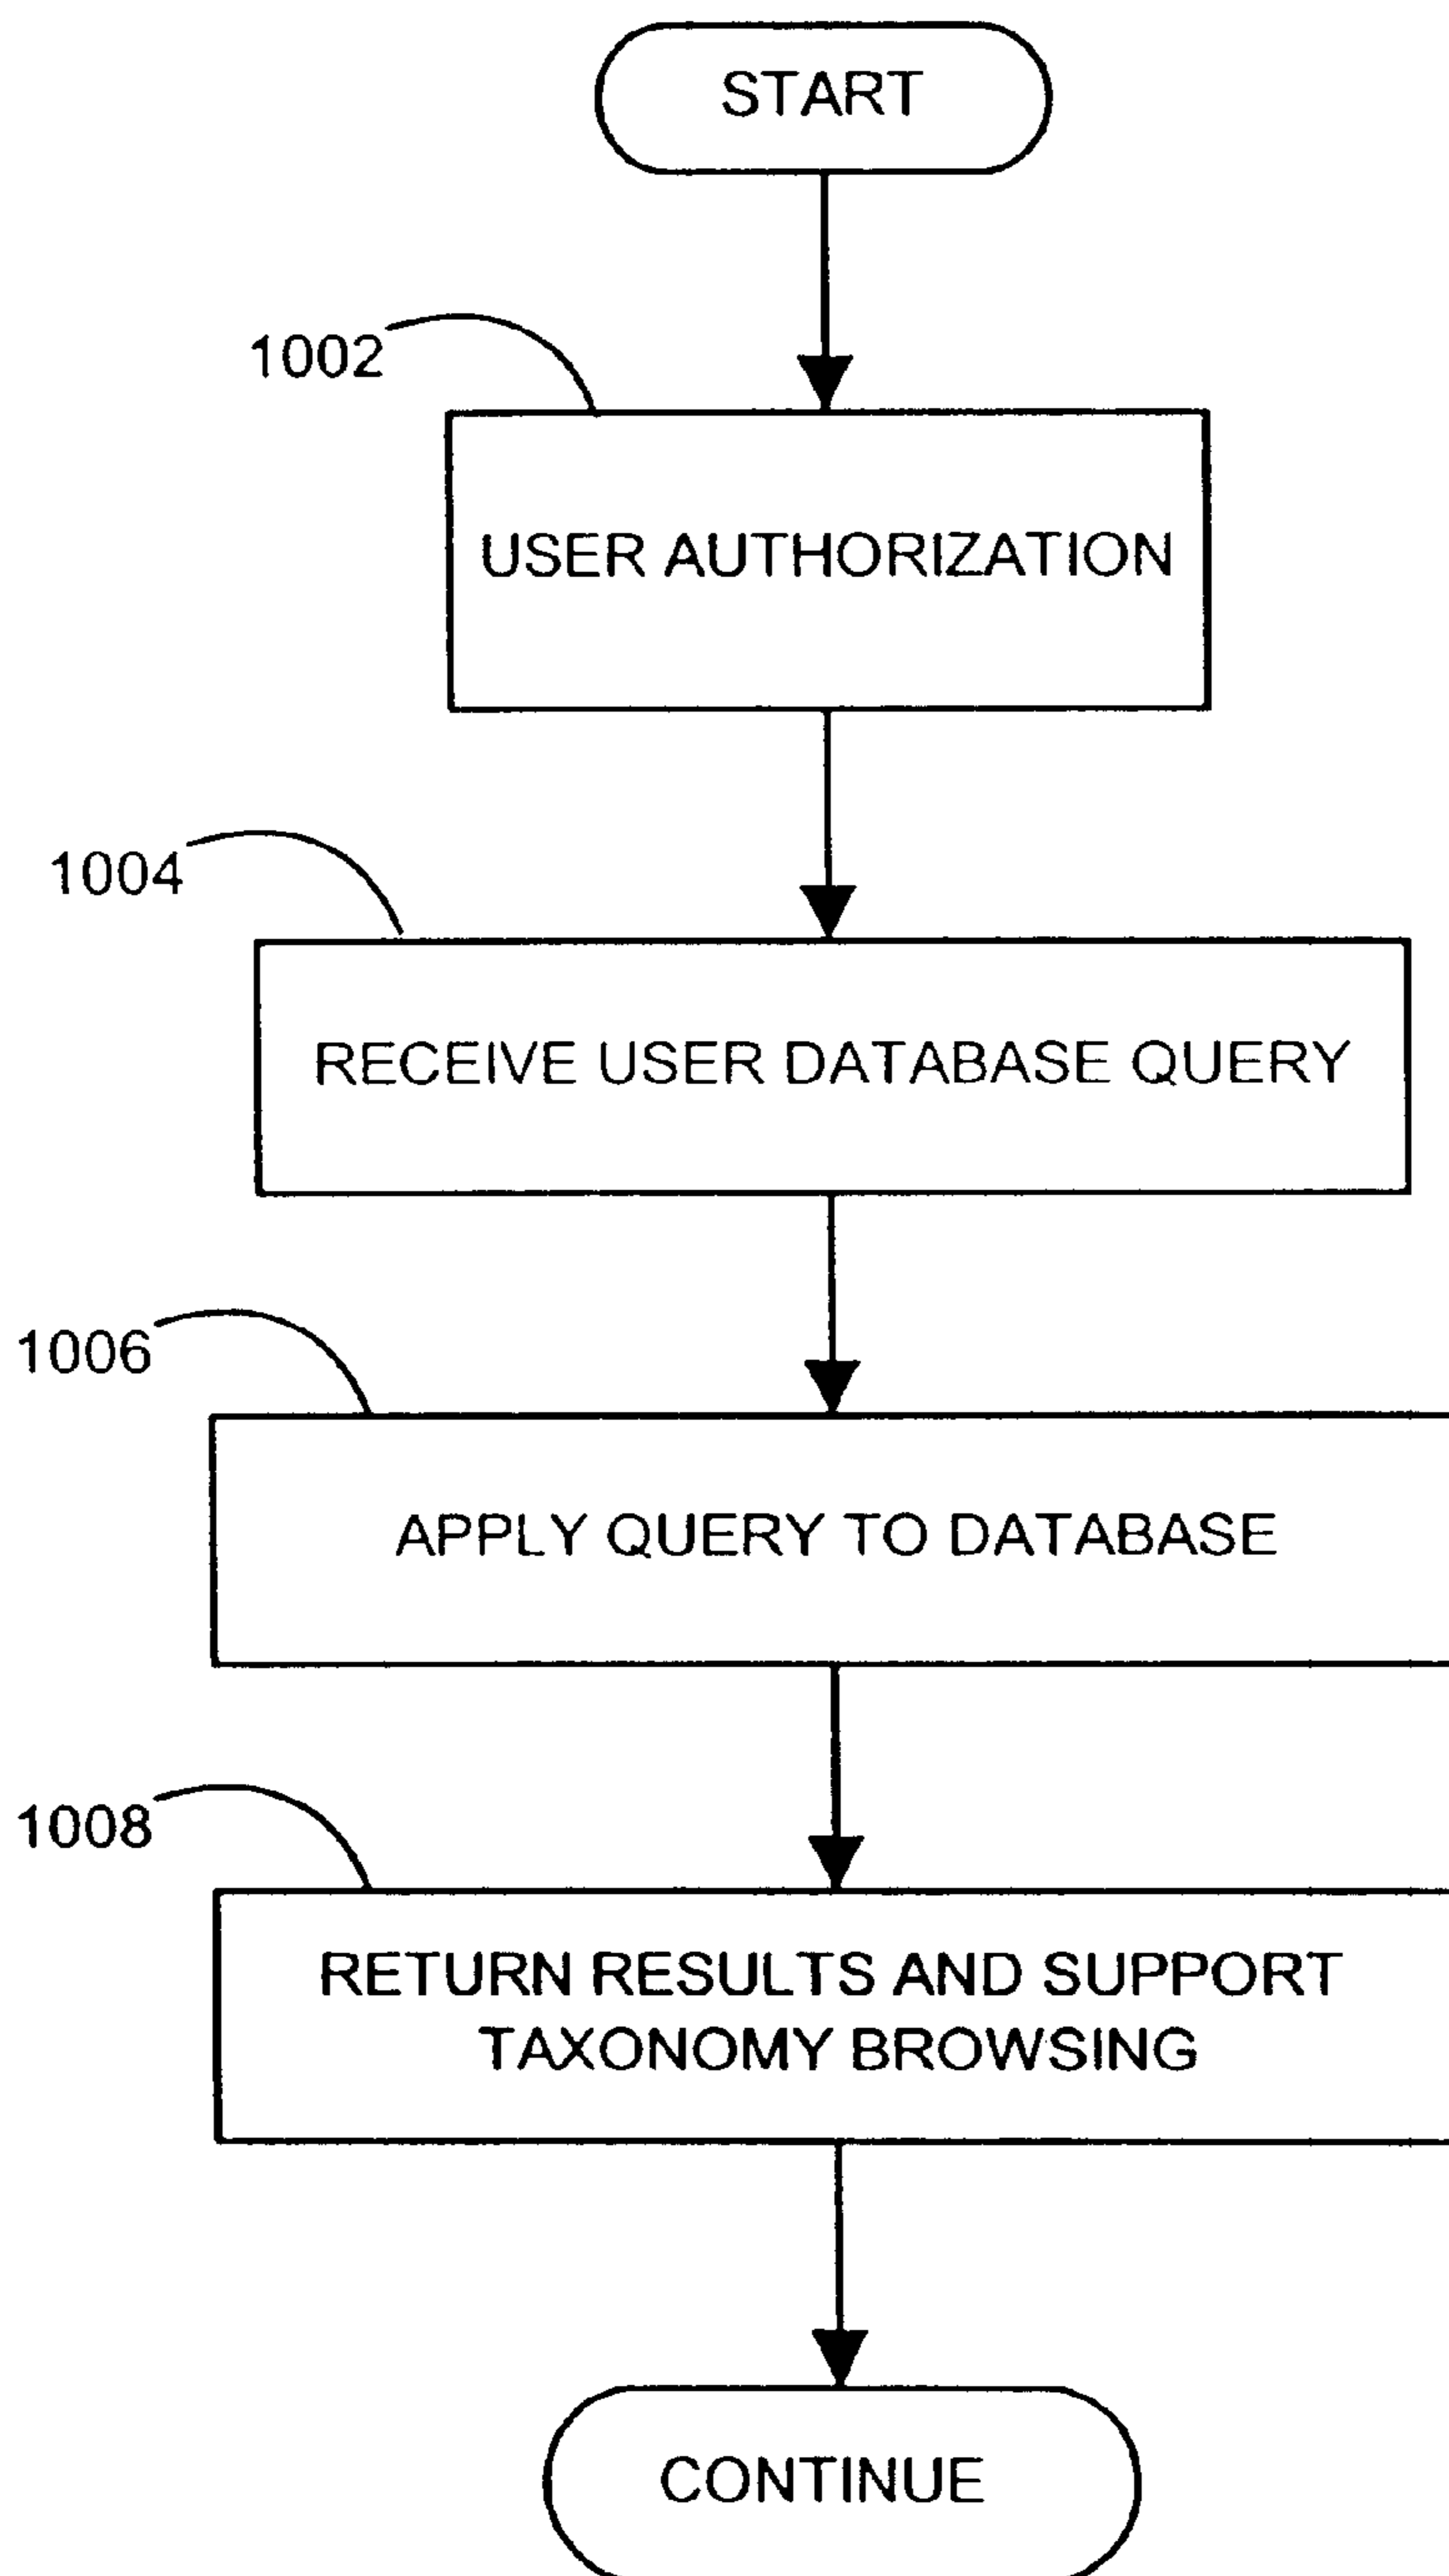 START
1002
USER AUTHORIZATION
1004
RECEIVE USER DATABASE QUERY
1006
APPLY QUERY TO DATABASE
1008
RETURN RESULTS AND SUPPORT
TAXONOMY BROWSING
CONTINUE